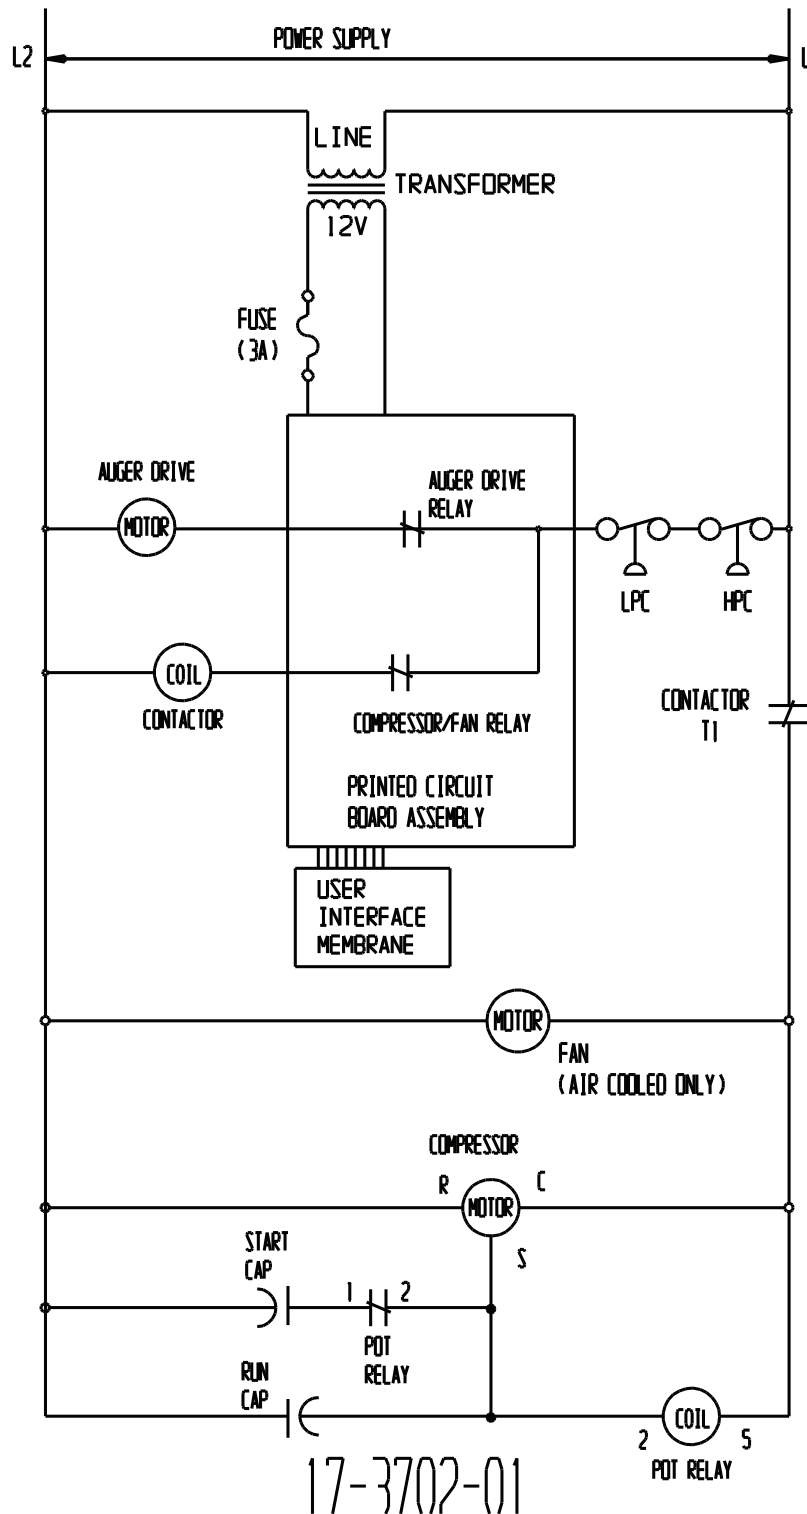 POWER SUPPLY
L2
L
LINE
TRANSFORMER
12V
FUSE
(3A)
AUGER DRIVE
MOTOR
AUGER DRIVE
RELAY
LPC
HPC
COIL
CONTACTOR
COMPRESSOR/FAN RELAY
CONTACTOR
T1
PRINTED CIRCUIT
BOARD ASSEMBLY
USER
INTERFACE
MEMBRANE
MOTOR
FAN
(AIR COOLED ONLY)
COMPRESSOR
R
C
MOTOR
S
START
CAP
1
2
POT
RELAY
RUN
CAP
COIL
2
5
POT RELAY
17-3702-01